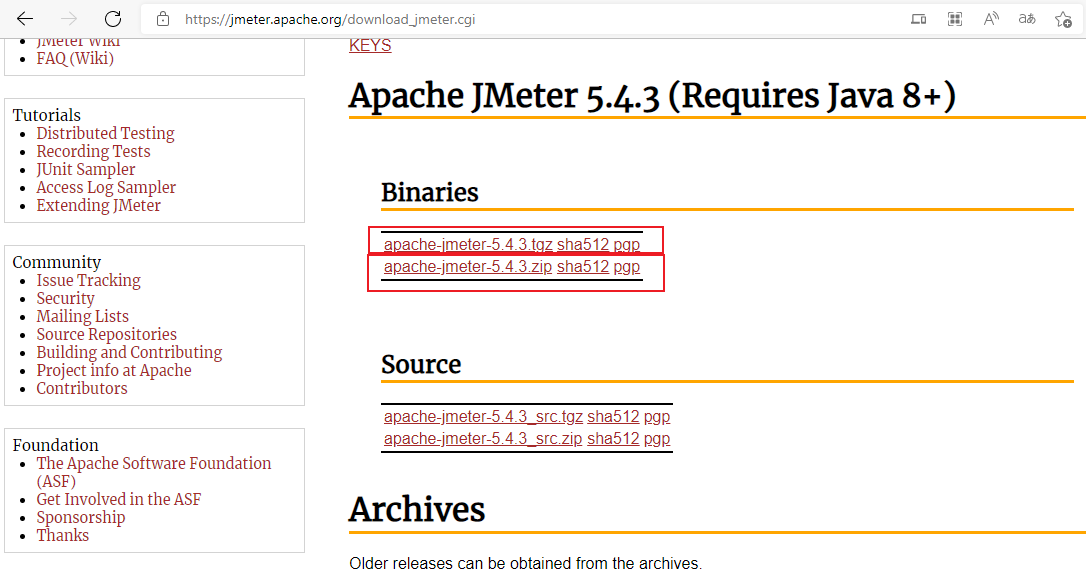 https://jmeter.apache.org/download_jmeter.cgi
JMeter Wiki
FAQ (Wiki)
Tutorials
Distributed Testing
Recording Tests
JUnit Sampler
Access Log Sampler
Extending JMeter
Community
Issue Tracking
Security
Mailing Lists
Source Repositories
Building and Contributing
Project info at Apache
Contributors
Foundation
The Apache Software Foundation
(ASF)
Get Involved in the ASF
Sponsorship
Thanks
KEYS
Apache JMeter 5.4.3 (Requires Java 8+)
Binaries
apache-jmeter-5.4.3.tgz sha512 pgp
apache-jmeter-5.4.3.zip sha512 pgp
Source
apache-jmeter-5.4.3_src.tgz sha512 pgp
apache-jmeter-5.4.3_src.zip sha512 pgp
Archives
Older releases can be obtained from the archives.